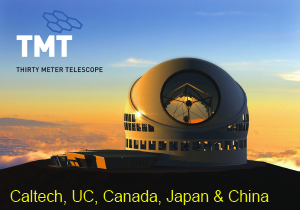 TMT
THIRTY METER TELESCOPE
Caltech, UC, Canada, Japan & China